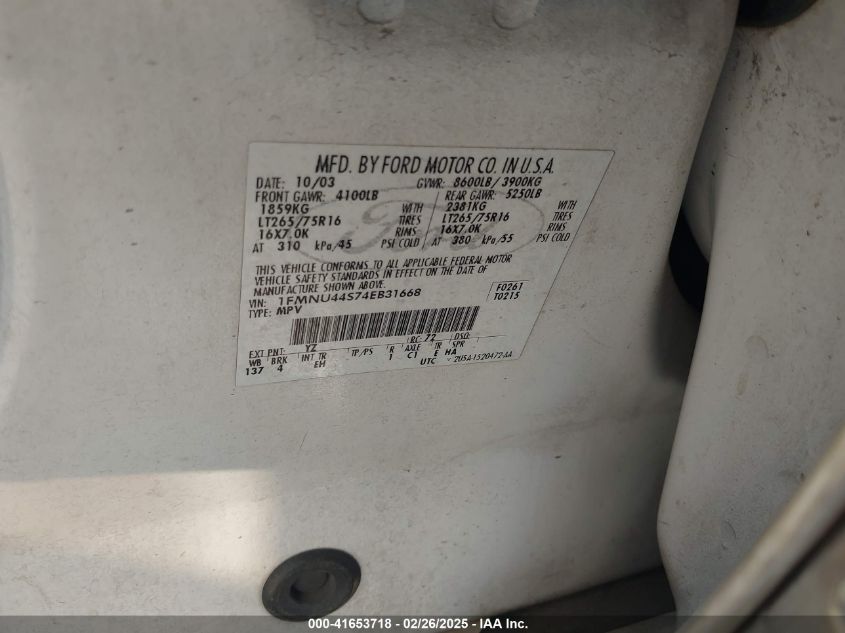 MFD. BY FORD MOTOR CO. IN U.S.A.
DATE: 10/03 GVWR: 8600LB/3900KG
FRONT GAWR: 4100LB REAR GAWR: 5250LB
1859KG WITH 2381KG WITH
LT265/75R16 TIRES LT265/75R16 TIRES
16X7.0K RIMS 16X7.0K RIMS
AT 310 kPa/45 PSI COLD AT 380 kPa/55 PSI COLD
THIS VEHICLE CONFORMS TO ALL APPLICABLE FEDERAL MOTOR
VEHICLE SAFETY STANDARDS IN EFFECT ON THE DATE OF
MANUFACTURE SHOWN ABOVE.
VIN: 1FMNU44S74EB31668 F0261
TYPE: MPV T0215
EXT PNT: YZ RC: 72 DSO:
WB BRK INT TR TP/PS R AXLE TR SPR
137 4 EH 1 C1 E HA
UTC
000-41653718 / 02/26/2025 - IAA Inc.